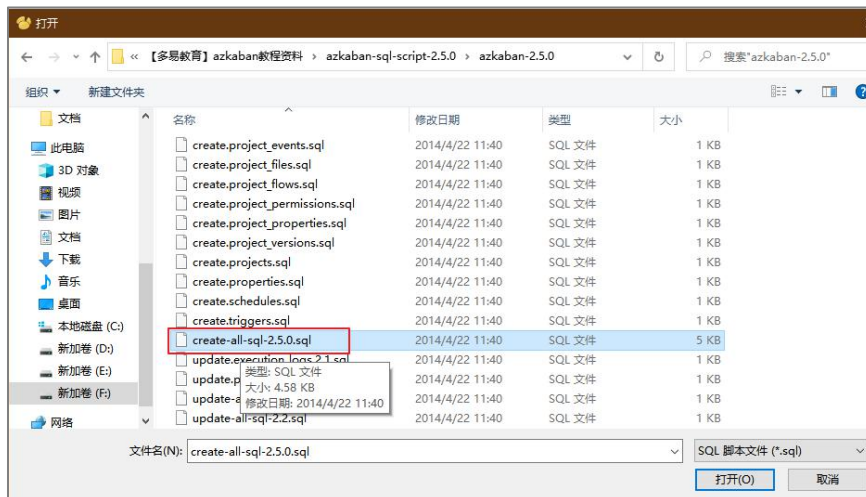 打开
« 【多易教育】azkaban教程资料 › azkaban-sql-script-2.5.0 › azkaban-2.5.0
搜索"azkaban-2.5.0"
组织 新建文件夹
名称 修改日期 类型 大小
文档
此电脑
3D 对象
视频
图片
文档
下载
音乐
桌面
本地磁盘 (C:)
新加卷 (D:)
新加卷 (E:)
新加卷 (F:)
网络
create.project_events.sql 2014/4/22 11:40 SQL 文件 1 KB
create.project_files.sql 2014/4/22 11:40 SQL 文件 1 KB
create.project_flows.sql 2014/4/22 11:40 SQL 文件 1 KB
create.project_permissions.sql 2014/4/22 11:40 SQL 文件 1 KB
create.project_properties.sql 2014/4/22 11:40 SQL 文件 1 KB
create.project_versions.sql 2014/4/22 11:40 SQL 文件 1 KB
create.projects.sql 2014/4/22 11:40 SQL 文件 1 KB
create.properties.sql 2014/4/22 11:40 SQL 文件 1 KB
create.schedules.sql 2014/4/22 11:40 SQL 文件 1 KB
create.triggers.sql 2014/4/22 11:40 SQL 文件 1 KB
create-all-sql-2.5.0.sql 2014/4/22 11:40 SQL 文件 5 KB
update.execution_logs.2.1.sql 2014/4/22 11:40 SQL 文件 1 KB
update.p 2014/4/22 11:40 SQL 文件 1 KB
update-a 2014/4/22 11:40 SQL 文件 1 KB
update-all-sql-2.2.sql 2014/4/22 11:40 SQL 文件 1 KB
类型: SQL 文件
大小: 4.58 KB
修改日期: 2014/4/22 11:40
文件名(N): create-all-sql-2.5.0.sql SQL 脚本文件 (*.sql)
打开(O) 取消